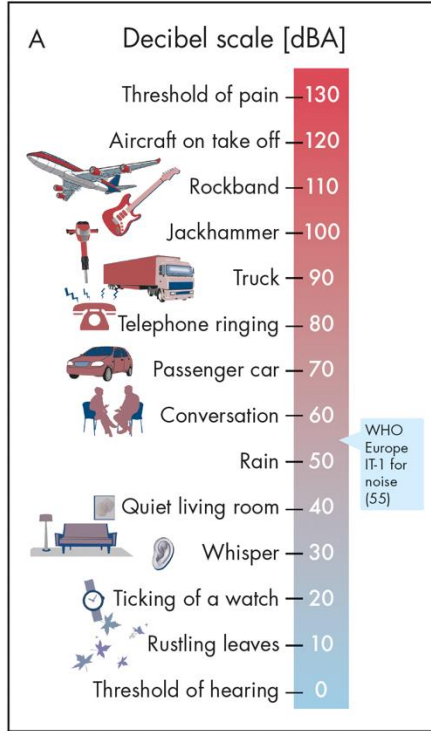 A Decibel scale [dBA]
Threshold of pain 130
Aircraft on take off 120
Rockband 110
Jackhammer 100
Truck 90
Telephone ringing 80
Passenger car 70
Conversation 60
WHO
Europe
IT-1 for
noise
(55)
Rain 50
Quiet living room 40
Whisper 30
Ticking of a watch 20
Rustling leaves 10
Threshold of hearing 0